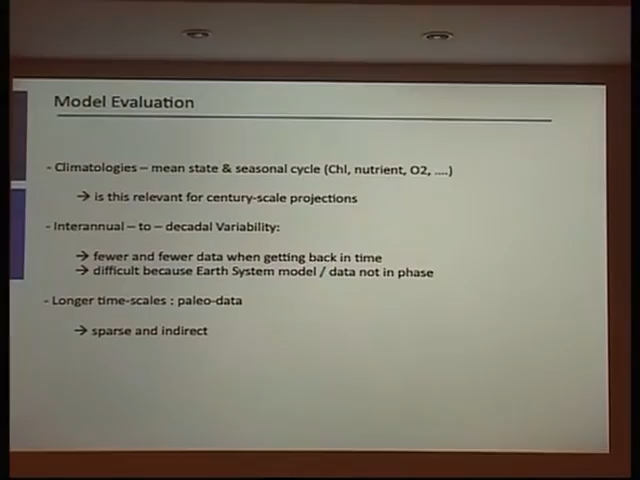 Model Evaluation
- Climatologies – mean state & seasonal cycle (Chl, nutrient, O2, ....)
→ is this relevant for century-scale projections
- Interannual – to – decadal Variability:
→ fewer and fewer data when getting back in time
→ difficult because Earth System model / data not in phase
- Longer time-scales : paleo-data
→ sparse and indirect